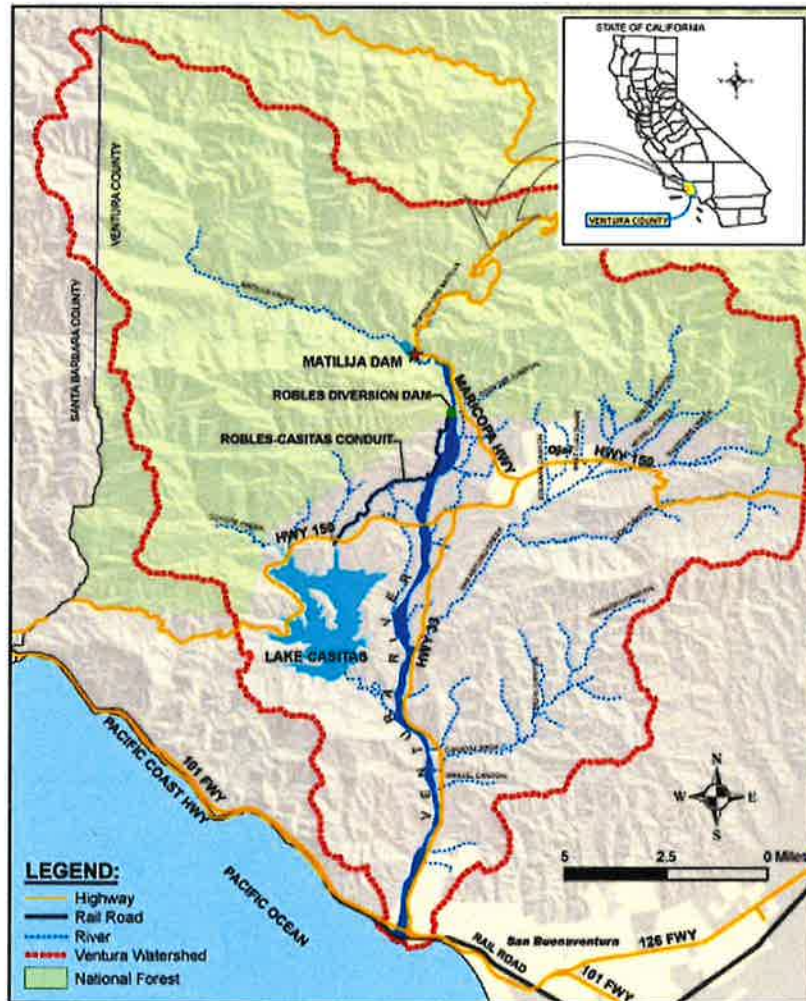 STATE OF CALIFORNIA
VENTURA COUNTY
VENTURA COUNTY
SANTA BARBARA COUNTY
MATILIJA DAM
ROBLES DIVERSION DAM
MARICOPA HWY
ROBLES-CASITAS CONDUIT
Ojai
HWY 150
HWY 150
VENTURA RIVER
HWY 33
LAKE CASITAS
PACIFIC COAST HWY
101 FWY
PACIFIC OCEAN
N
W
E
S
5
2.5
0 Miles
LEGEND:
Highway
Rail Road
River
Ventura Watershed
National Forest
San Buenaventura
126 FWY
RAIL ROAD
101 FWY